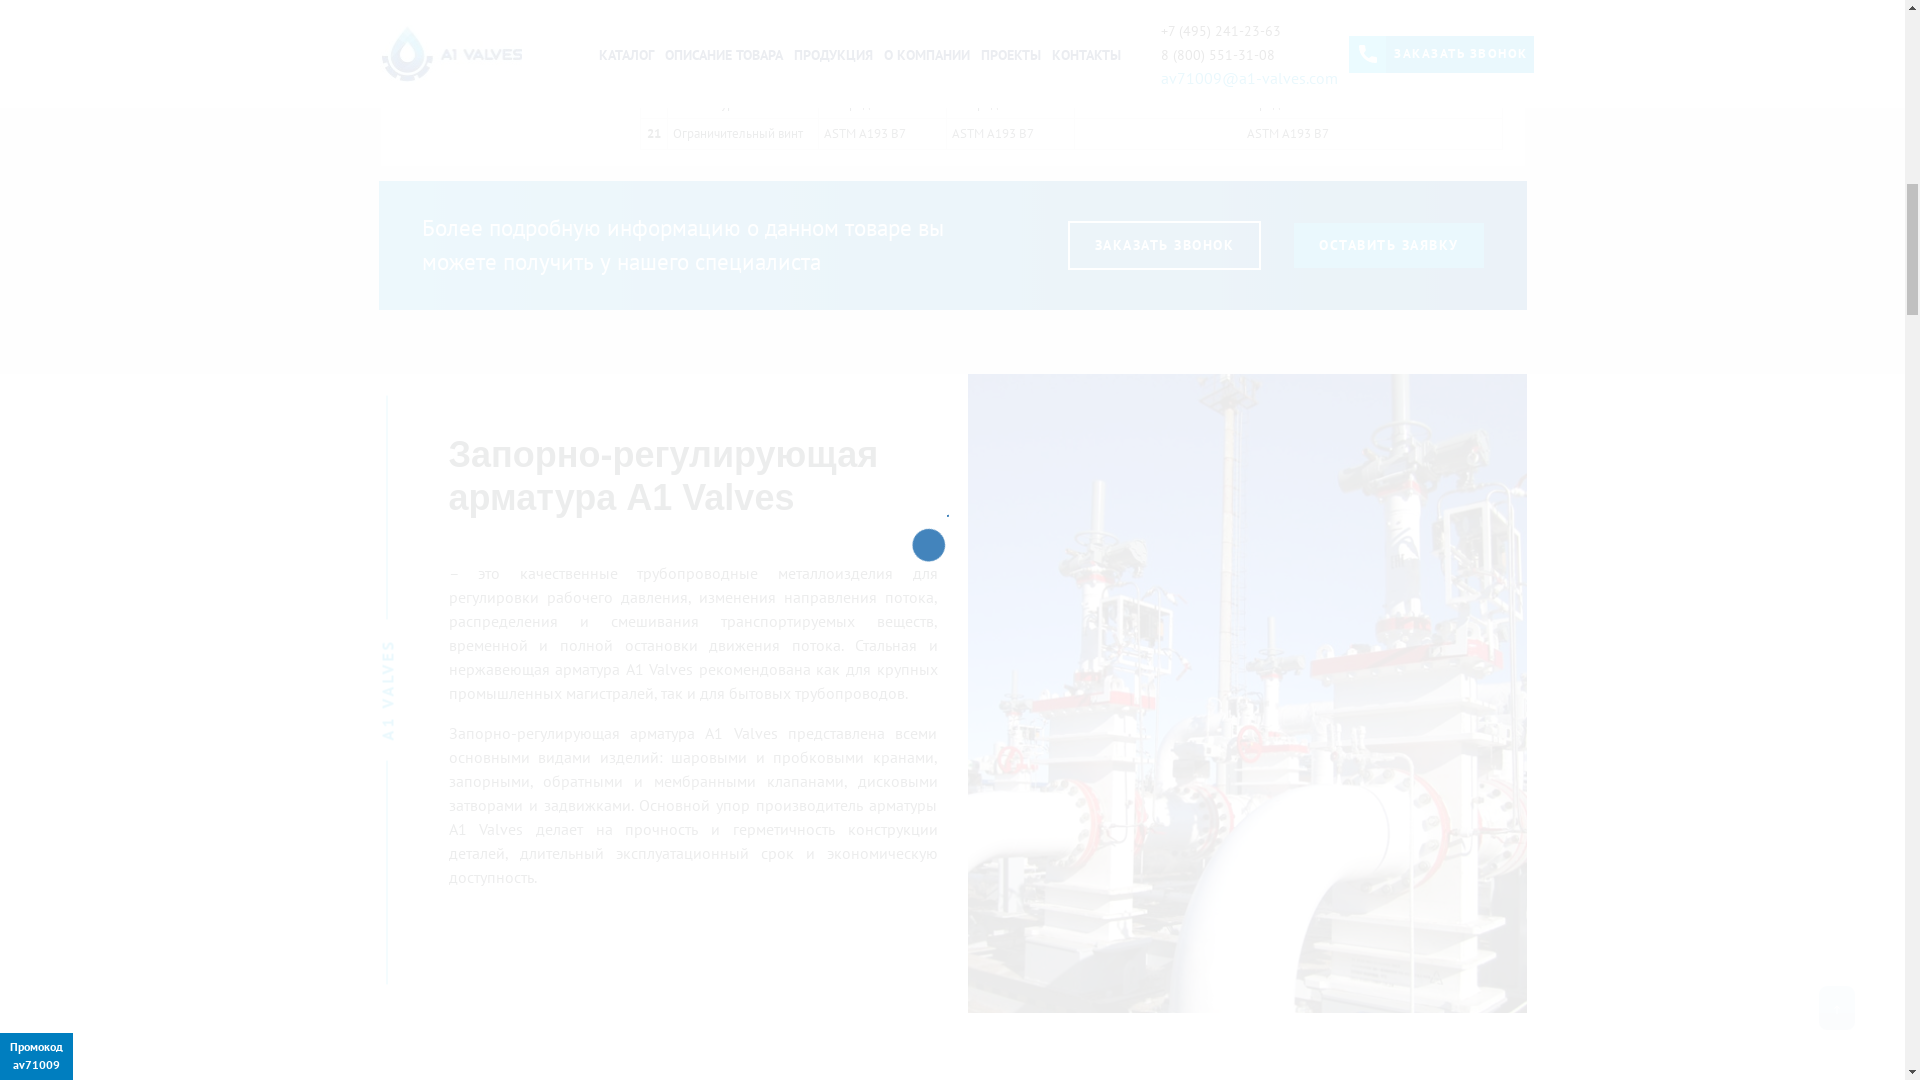 A1 VALVES
КАТАЛОГ ОПИСАНИЕ ТОВАРА ПРОДУКЦИЯ О КОМПАНИИ ПРОЕКТЫ КОНТАКТЫ
+7 (495) 241-23-63
8 (800) 551-31-08
av71009@a1-valves.com
ЗАКАЗАТЬ ЗВОНОК
21 Ограничительный винт ASTM A193 B7 ASTM A193 B7 ASTM A193 B7
Более подробную информацию о данном товаре вы
можете получить у нашего специалиста
ЗАКАЗАТЬ ЗВОНОК
ОСТАВИТЬ ЗАЯВКУ
A1 VALVES
Запорно-регулирующая
арматура A1 Valves
– это качественные трубопроводные металлоизделия для
регулировки рабочего давления, изменения направления потока,
распределения и смешивания транспортируемых веществ,
временной и полной остановки движения потока. Стальная и
нержавеющая арматура A1 Valves рекомендована как для крупных
промышленных магистралей, так и для бытовых трубопроводов.
Запорно-регулирующая арматура A1 Valves представлена всеми
основными видами изделий: шаровыми и пробковыми кранами,
запорными, обратными и мембранными клапанами, дисковыми
затворами и задвижками. Основной упор производитель арматуры
A1 Valves делает на прочность и герметичность конструкции
деталей, длительный эксплуатационный срок и экономическую
доступность.
Промокод
av71009